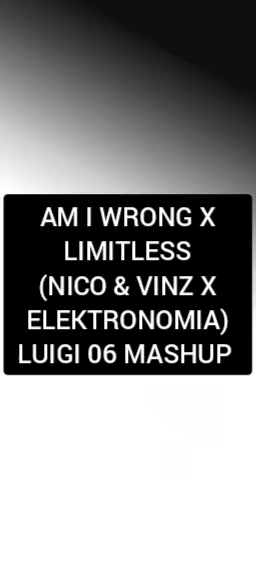 AM I WRONG X
LIMITLESS
(NICO & VINZ X
ELEKTRONOMIA)
LUIGI 06 MASHUP